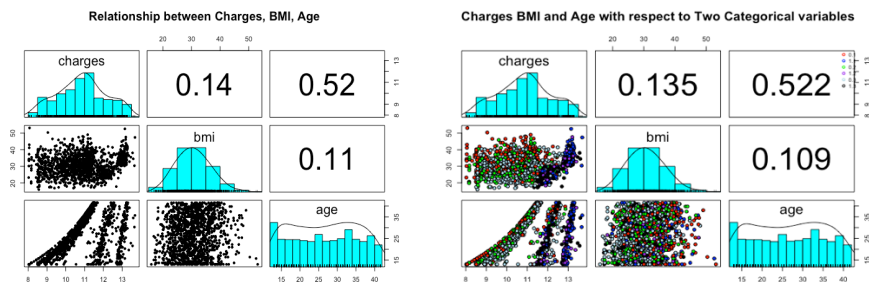 Relationship between Charges, BMI, Age
20 30 40 50
charges
0.14
0.52
9 11 13
8
20 30 40 50
bmi
0.11
age
15 25 35
8 9 10 11 12 13
15 20 25 30 35 40
Charges BMI and Age with respect to Two Categorical variables
20 30 40 50
charges
0.135
0.522
8 9 11 13
20 30 40 50
bmi
0.109
age
15 25 35
8 9 10 11 12 13
15 20 25 30 35 40